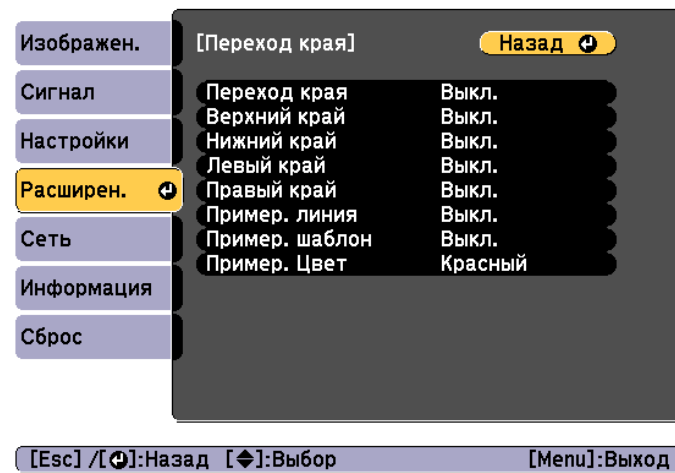 Изображен.
Сигнал
Настройки
Расширен.
Сеть
Информация
Сброс
[Переход края] Назад
Переход края Выкл.
Верхний край Выкл.
Нижний край Выкл.
Левый край Выкл.
Правый край Выкл.
Пример. линия Выкл.
Пример. шаблон Выкл.
Пример. Цвет Красный
[Esc] /[⏎]:Назад [◆]:Выбор [Menu]:Выход